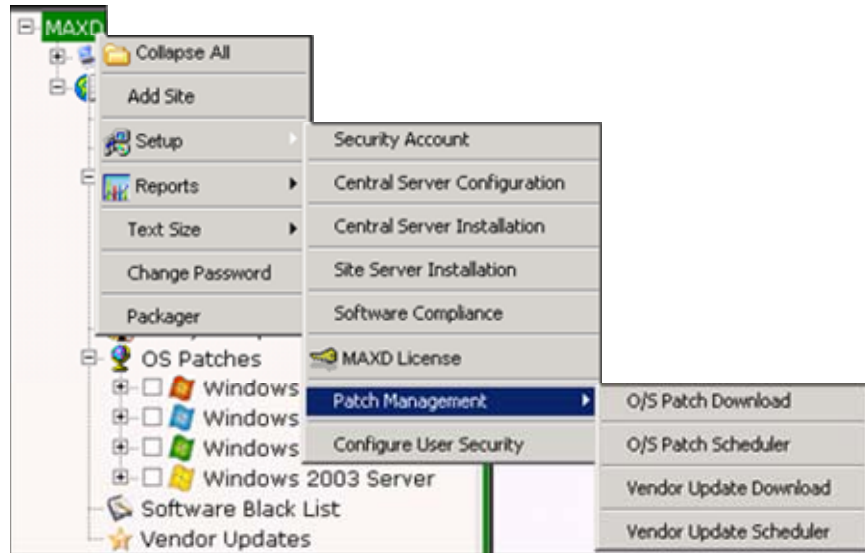 MAXD
Collapse All
Add Site
Setup
Reports
Text Size
Change Password
Packager
Security Account
Central Server Configuration
Central Server Installation
Site Server Installation
Software Compliance
MAXD License
Patch Management
Configure User Security
O/S Patch Download
O/S Patch Scheduler
Vendor Update Download
Vendor Update Scheduler
OS Patches
Windows
Windows
Windows
Windows 2003 Server
Software Black List
Vendor Updates